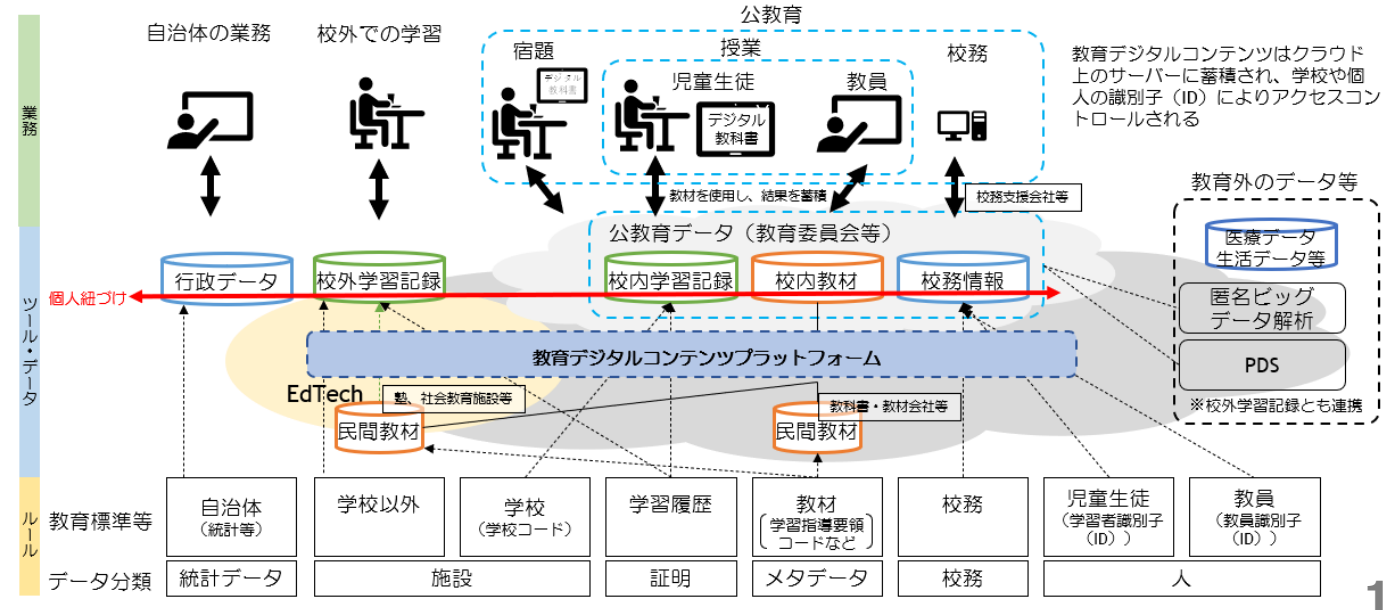 公教育
自治体の業務
校外での学習
宿題
授業
校務
デジタル
教科書
児童生徒
教員
デジタル
教科書
教育デジタルコンテンツはクラウド
上のサーバーに蓄積され、学校や個
人の識別子（ID）によりアクセスコン
トロールされる
業務
教材を使用し、結果を蓄積
校務支援会社等
教育外のデータ等
公教育データ（教育委員会等）
医療データ
生活データ等
行政データ
校外学習記録
校内学習記録
校内教材
校務情報
個人紐づけ
匿名ビッグ
データ解析
ツール・データ
教育デジタルコンテンツプラットフォーム
PDS
EdTech
塾、社会教育施設等
教科書・教材会社等
※校外学習記録とも連携
民間教材
民間教材
ルール
教育標準等
自治体
（統計等）
学校以外
学校
（学校コード）
学習履歴
教材
学習指導要領
コードなど
校務
児童生徒
（学習者識別子
（ID））
教員
（教員識別子
（ID））
データ分類
統計データ
施設
証明
メタデータ
校務
人
1